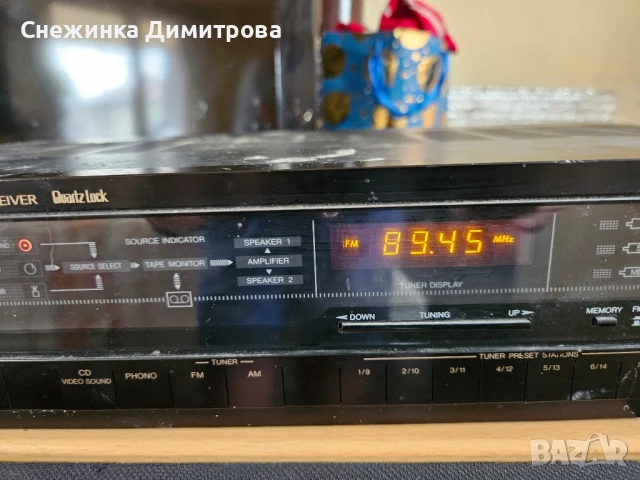 Снежинка Димитрова
EIVER Quartz Lock
SOURCE INDICATOR
SPEAKER 1
SOURCE SELECT
TAPE MONITOR
AMPLIFIER
SPEAKER 2
FM 89.45 MHz
TUNER DISPLAY
DOWN TUNING UP
MEMORY
TUNER
TUNER PRESET STATIONS
CD
VIDEO SOUND
PHONO
FM
AM
1/9
2/10
3/11
4/12
5/13
6/14
BAZAR